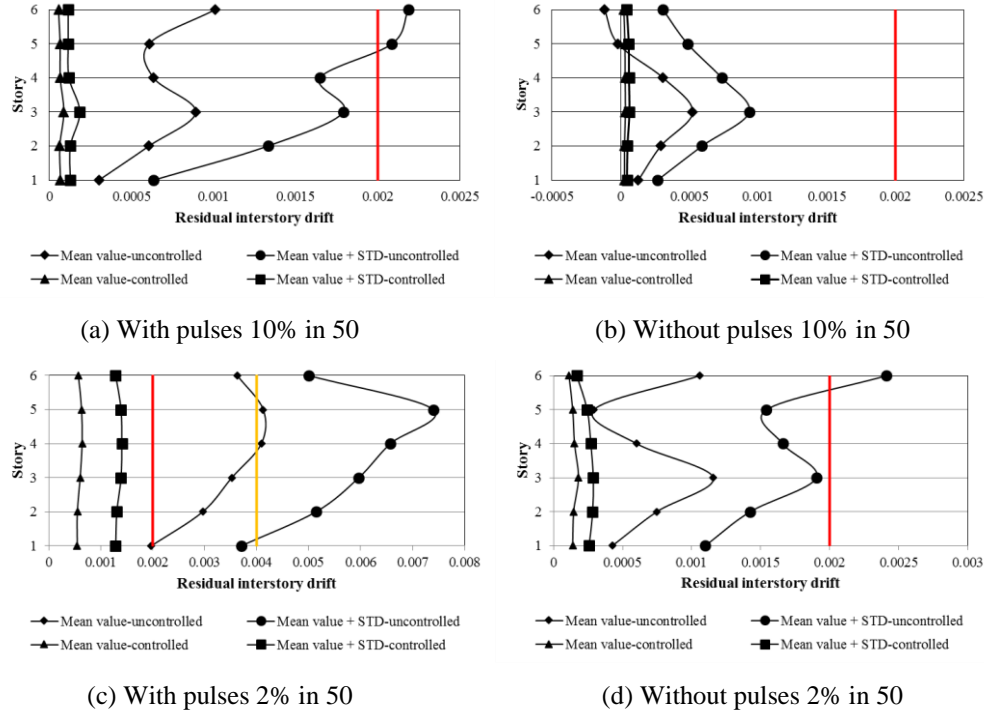 6
5
4
3
2
1
Story
0 0.0005 0.001 0.0015 0.002 0.0025
Residual interstory drift
Mean value-uncontrolled Mean value + STD-uncontrolled
Mean value-controlled Mean value + STD-controlled
(a) With pulses 10% in 50
6
5
4
3
2
1
Story
-0.0005 0 0.0005 0.001 0.0015 0.002 0.0025
Residual interstory drift
Mean value-uncontrolled Mean value + STD-uncontrolled
Mean value-controlled Mean value + STD-controlled
(b) Without pulses 10% in 50
6
5
4
3
2
1
Story
0 0.001 0.002 0.003 0.004 0.005 0.006 0.007 0.008
Residual interstory drift
Mean value-uncontrolled Mean value + STD-uncontrolled
Mean value-controlled Mean value + STD-controlled
(c) With pulses 2% in 50
6
5
4
3
2
1
Story
0 0.0005 0.001 0.0015 0.002 0.0025 0.003
Residual interstory drift
Mean value-uncontrolled Mean value + STD-uncontrolled
Mean value-controlled Mean value + STD-controlled
(d) Without pulses 2% in 50